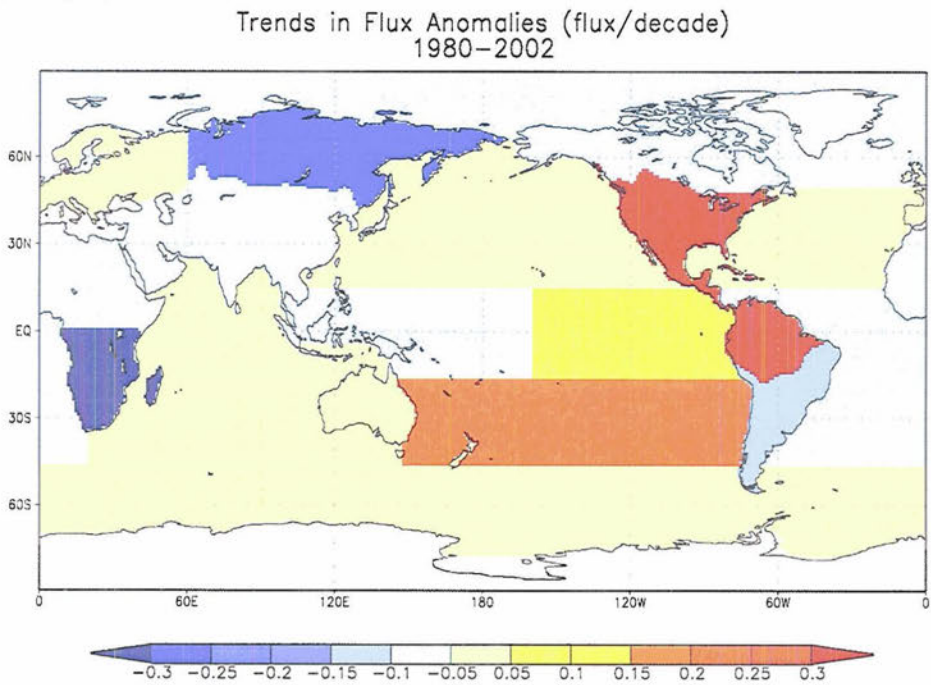 Trends in Flux Anomalies (flux/decade)
1980−2002
60N
30N
EQ
30S
60S
0 60E 120E 180 120W 60W 0
−0.3 −0.25 −0.2 −0.15 −0.1 −0.05 0.05 0.1 0.15 0.2 0.25 0.3